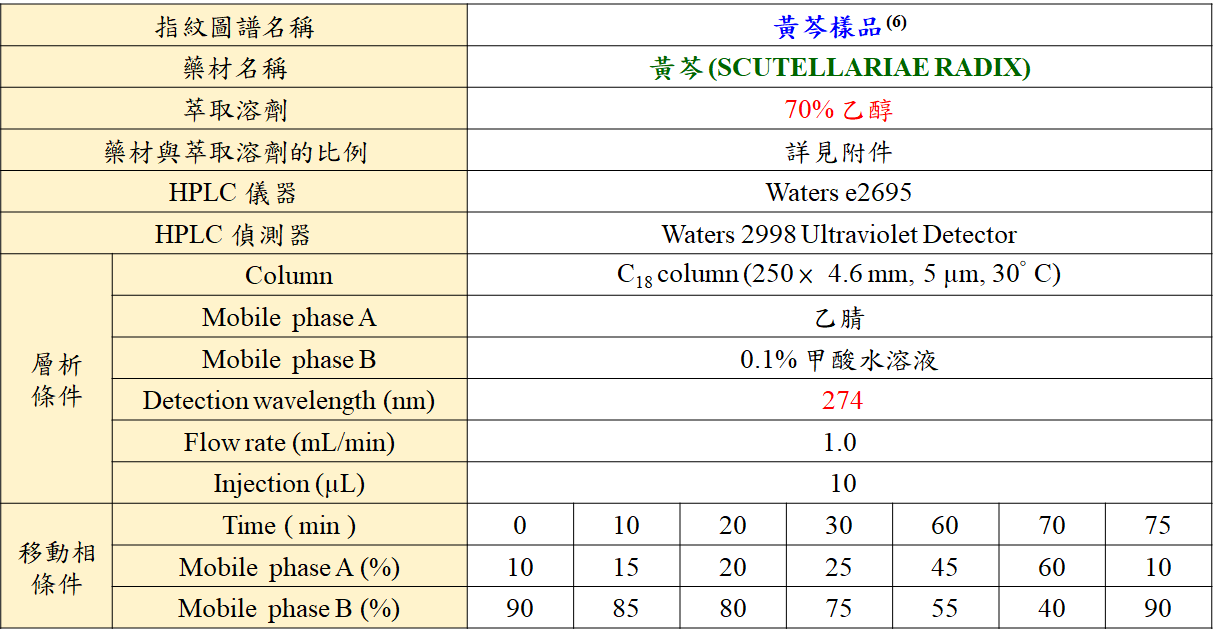 指紋圖譜名稱 黃芩樣品(6)
藥材名稱 黃芩(SCUTELLARIAE RADIX)
萃取溶劑 70% 乙醇
藥材與萃取溶劑的比例 詳見附件
HPLC 儀器 Waters e2695
HPLC 偵測器 Waters 2998 Ultraviolet Detector
層析
條件
Column C18 column (250 × 4.6 mm, 5 µm, 30° C)
Mobile phase A 乙腈
Mobile phase B 0.1% 甲酸水溶液
Detection wavelength (nm) 274
Flow rate (mL/min) 1.0
Injection (µL) 10
移動相
條件
Time ( min ) 0 10 20 30 60 70 75
Mobile phase A (%) 10 15 20 25 45 60 10
Mobile phase B (%) 90 85 80 75 55 40 90